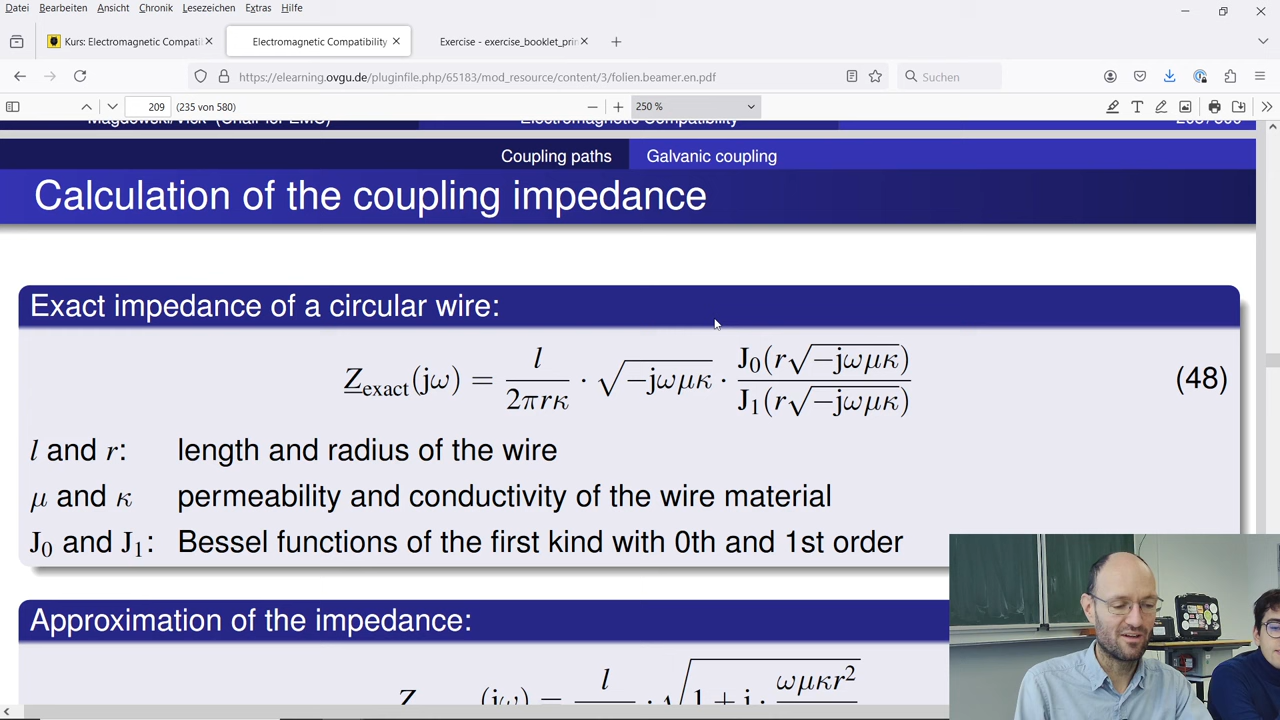 Datei Bearbeiten Ansicht Chronik Lesezeichen Extras Hilfe
Kurs: Electromagnetic Compati
Electromagnetic Compatibility
Exercise - exercise_booklet_prin
https://elearning.ovgu.de/pluginfile.php/65183/mod_resource/content/3/folien.beamer.en.pdf
Suchen
209 (235 von 580)
250 %
Electromagnetic Compatibility
Coupling paths Galvanic coupling
Calculation of the coupling impedance
Exact impedance of a circular wire:
Z_exact(jω) = l/(2πrκ) · √(−jωμκ) · J₀(r√(−jωμκ))/J₁(r√(−jωμκ)) (48)
l and r: length and radius of the wire
μ and κ permeability and conductivity of the wire material
J₀ and J₁: Bessel functions of the first kind with 0th and 1st order
Approximation of the impedance: